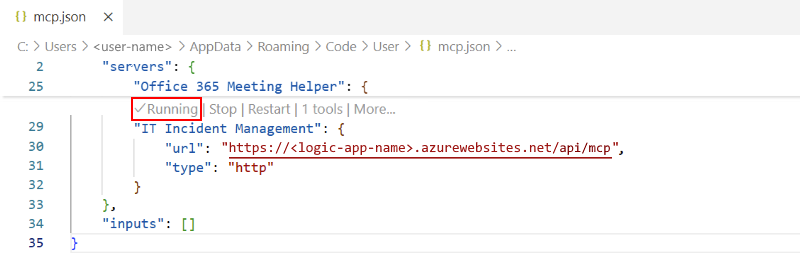 {} mcp.json ×
C: > Users > <user-name> > AppData > Roaming > Code > User > {} mcp.json > ...
2 "servers": {
25 "Office 365 Meeting Helper": {
✓Running | Stop | Restart | 1 tools | More...
29 "IT Incident Management": {
30 "url": "https://<logic-app-name>.azurewebsites.net/api/mcp",
31 "type": "http"
32 }
33 },
34 "inputs": []
35 }